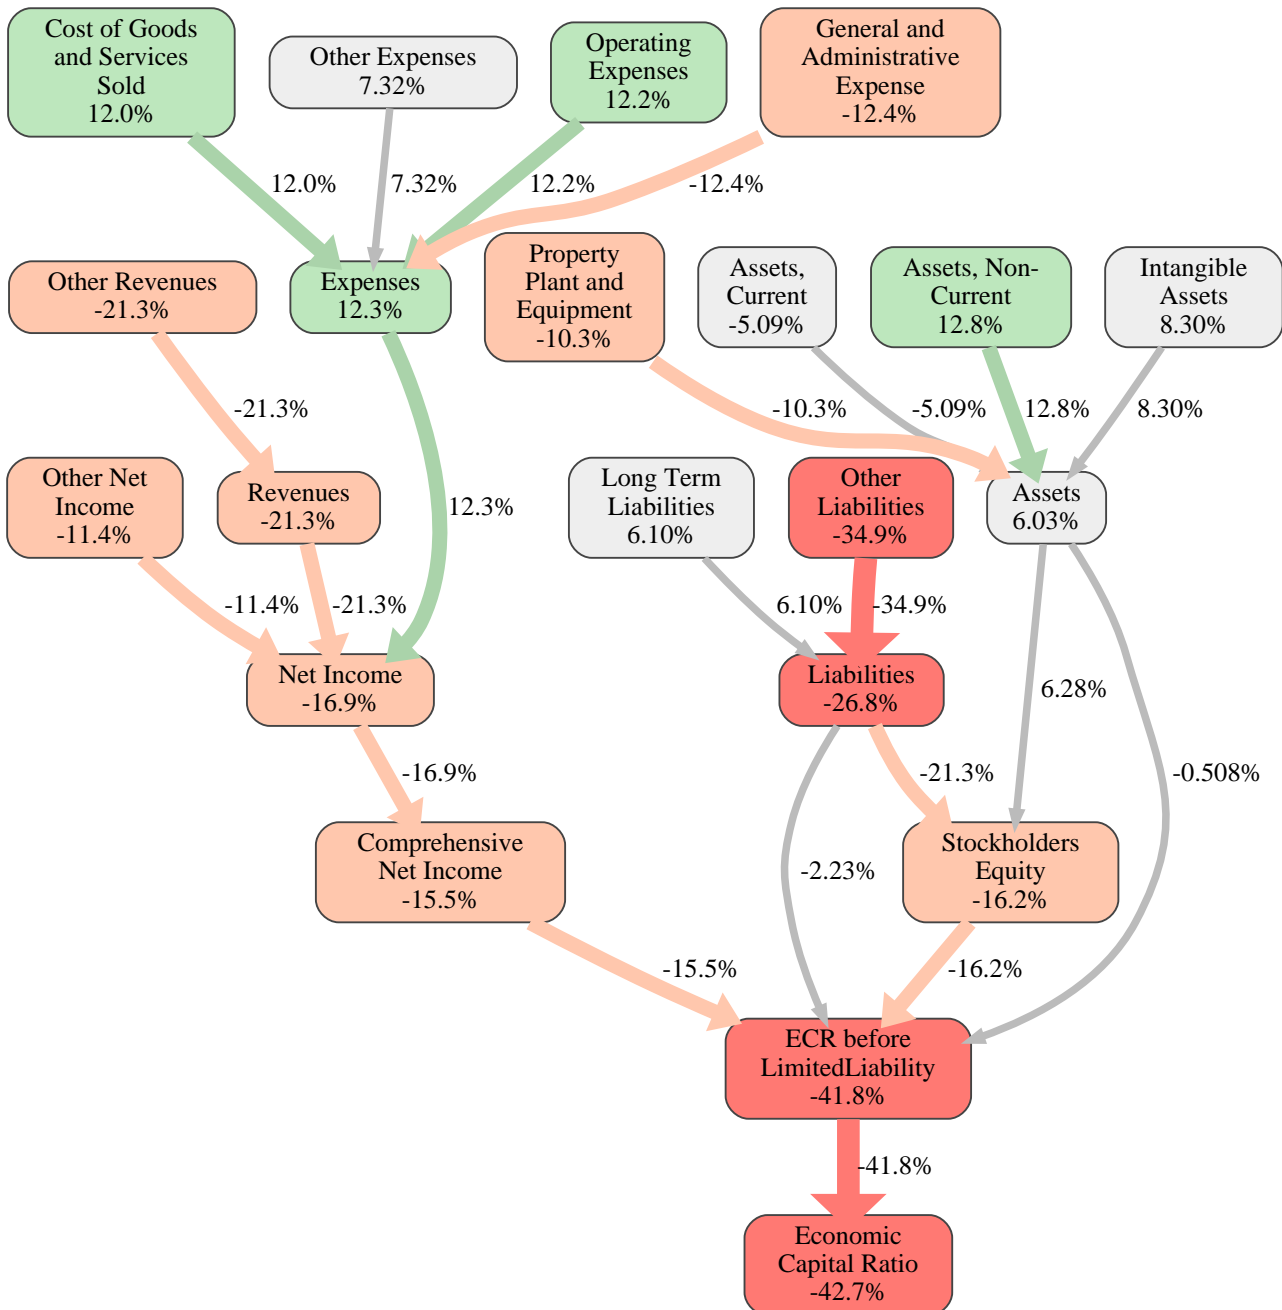 Cost of Goods
and Services
Sold
12.0%
Other Expenses
7.32%
Operating
Expenses
12.2%
General and
Administrative
Expense
-12.4%
12.0%
7.32%
12.2%
-12.4%
Other Revenues
-21.3%
Expenses
12.3%
Property
Plant and
Equipment
-10.3%
Assets,
Current
-5.09%
Assets, Non-
Current
12.8%
Intangible
Assets
8.30%
-21.3%
-10.3%
-5.09%
12.8%
8.30%
Other Net
Income
-11.4%
Revenues
-21.3%
12.3%
Long Term
Liabilities
6.10%
Other
Liabilities
-34.9%
Assets
6.03%
-11.4%
-21.3%
6.10%
-34.9%
Net Income
-16.9%
Liabilities
-26.8%
6.28%
-16.9%
-21.3%
-0.508%
Comprehensive
Net Income
-15.5%
-2.23%
Stockholders
Equity
-16.2%
-15.5%
-16.2%
ECR before
LimitedLiability
-41.8%
-41.8%
Economic
Capital Ratio
-42.7%